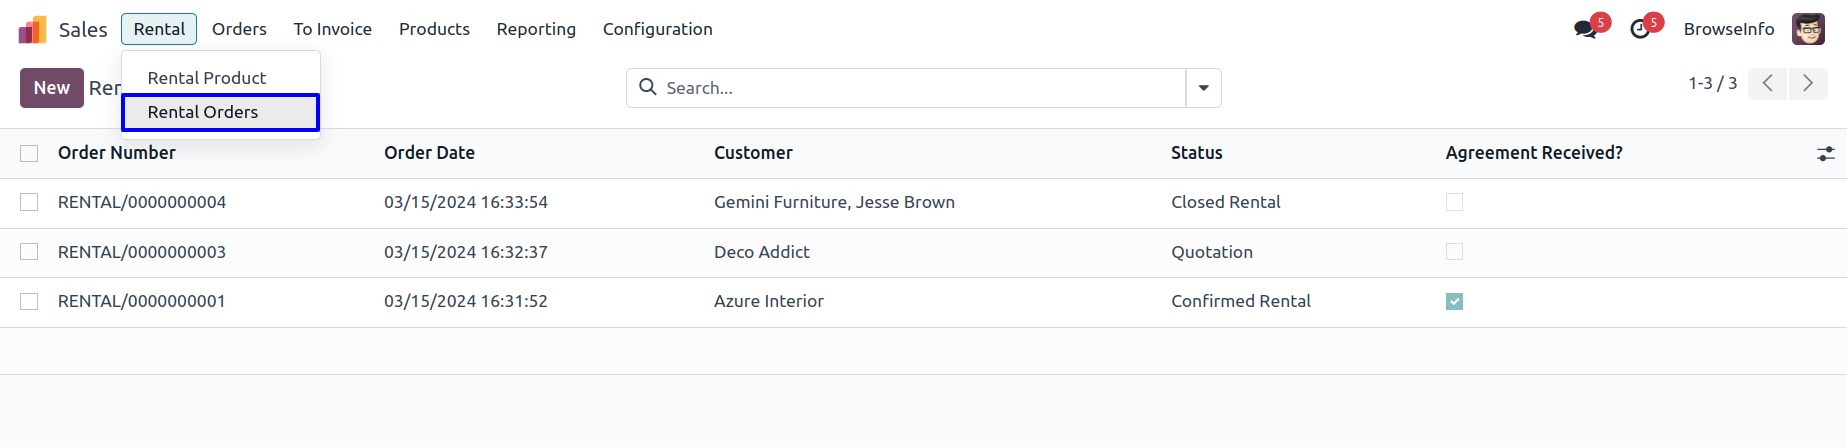 Sales Rental Orders To Invoice Products Reporting Configuration 5 5 BrowseInfo
Rental Product
Rental Orders
New Ren Search... 1-3 / 3
Order Number Order Date Customer Status Agreement Received?
RENTAL/0000000004 03/15/2024 16:33:54 Gemini Furniture, Jesse Brown Closed Rental
RENTAL/0000000003 03/15/2024 16:32:37 Deco Addict Quotation
RENTAL/0000000001 03/15/2024 16:31:52 Azure Interior Confirmed Rental